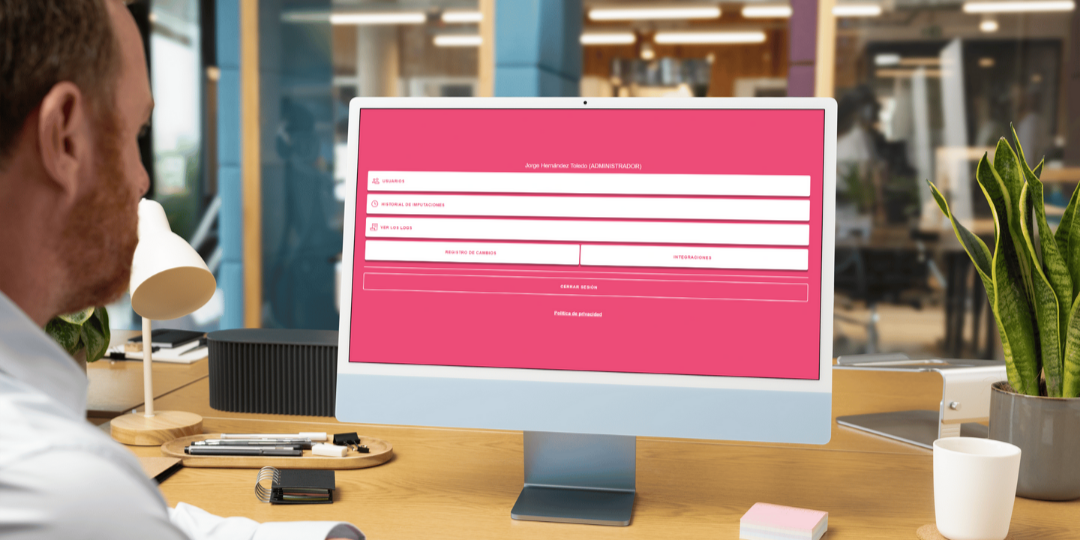 Jorge Hernández Toledo (ADMINISTRADOR)
USUARIOS
HISTORIAL DE IMPUTACIONES
VER LOS LOGS
REGISTRO DE CAMBIOS
INTEGRACIONES
CERRAR SESIÓN
Política de privacidad